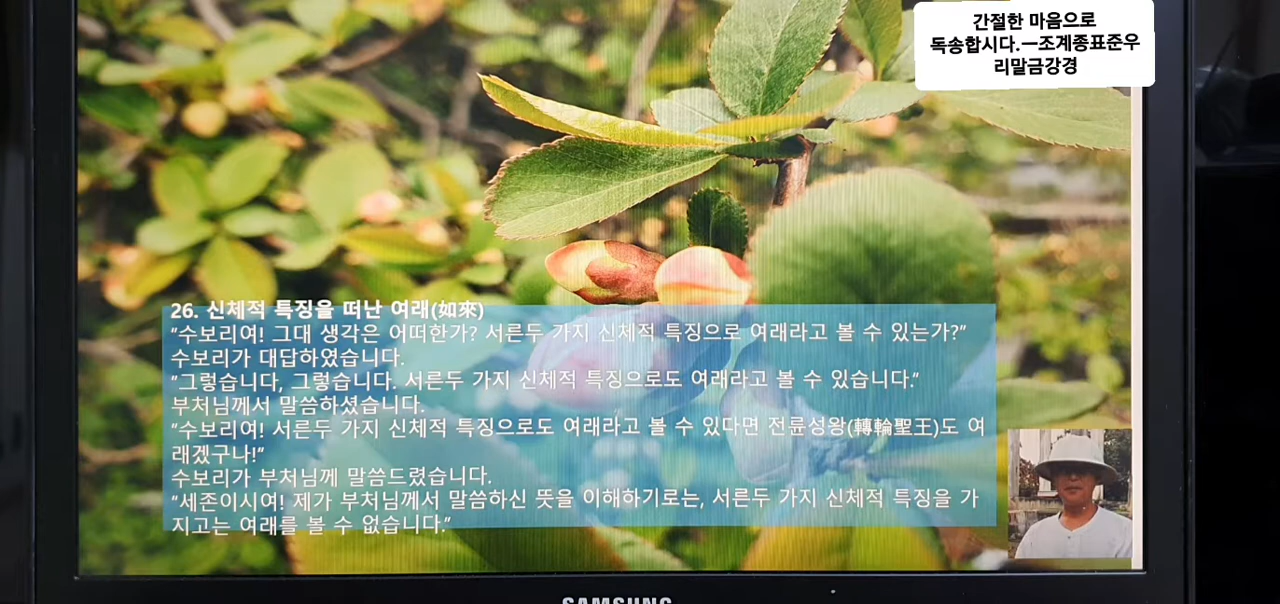 간절한 마음으로
독송합시다.ㅡ조계종표준우
리말금강경
26. 신체적 특징을 떠난 여래(如來)
“수보리여! 그대 생각은 어떠한가? 서른두 가지 신체적 특징으로 여래라고 볼 수 있는가?”
수보리가 대답하였습니다.
“그렇습니다, 그렇습니다. 서른두 가지 신체적 특징으로도 여래라고 볼 수 있습니다.”
부처님께서 말씀하셨습니다.
“수보리여! 서른두 가지 신체적 특징으로도 여래라고 볼 수 있다면 전륜성왕(轉輪聖王)도 여
래겠구나!”
수보리가 부처님께 말씀드렸습니다.
“세존이시여! 제가 부처님께서 말씀하신 뜻을 이해하기로는, 서른두 가지 신체적 특징을 가
지고는 여래를 볼 수 없습니다.”
SAMSUNG